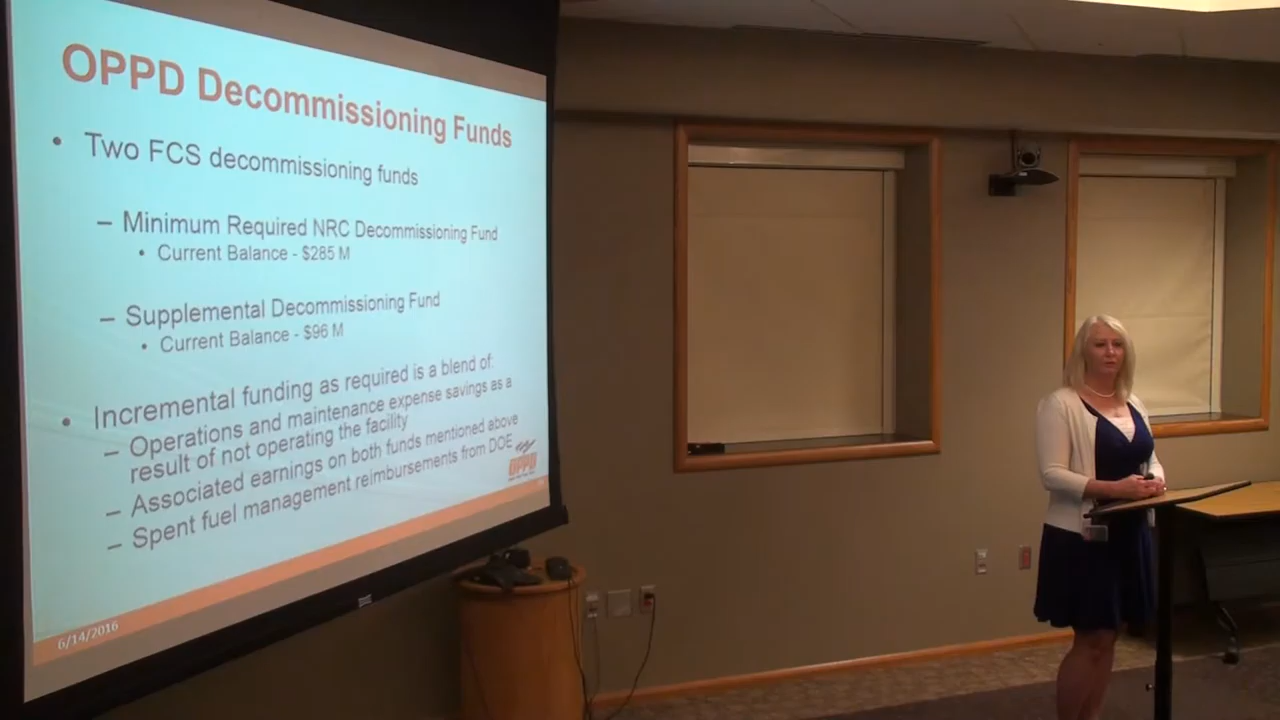 OPPD Decommissioning Funds
• Two FCS decommissioning funds
– Minimum Required NRC Decommissioning Fund
• Current Balance - $285 M
– Supplemental Decommissioning Fund
• Current Balance - $96 M
• Incremental funding as required is a blend of:
– Operations and maintenance expense savings as a
result of not operating the facility
– Associated earnings on both funds mentioned above
– Spent fuel management reimbursements from DOE
OPPD
6/14/2016